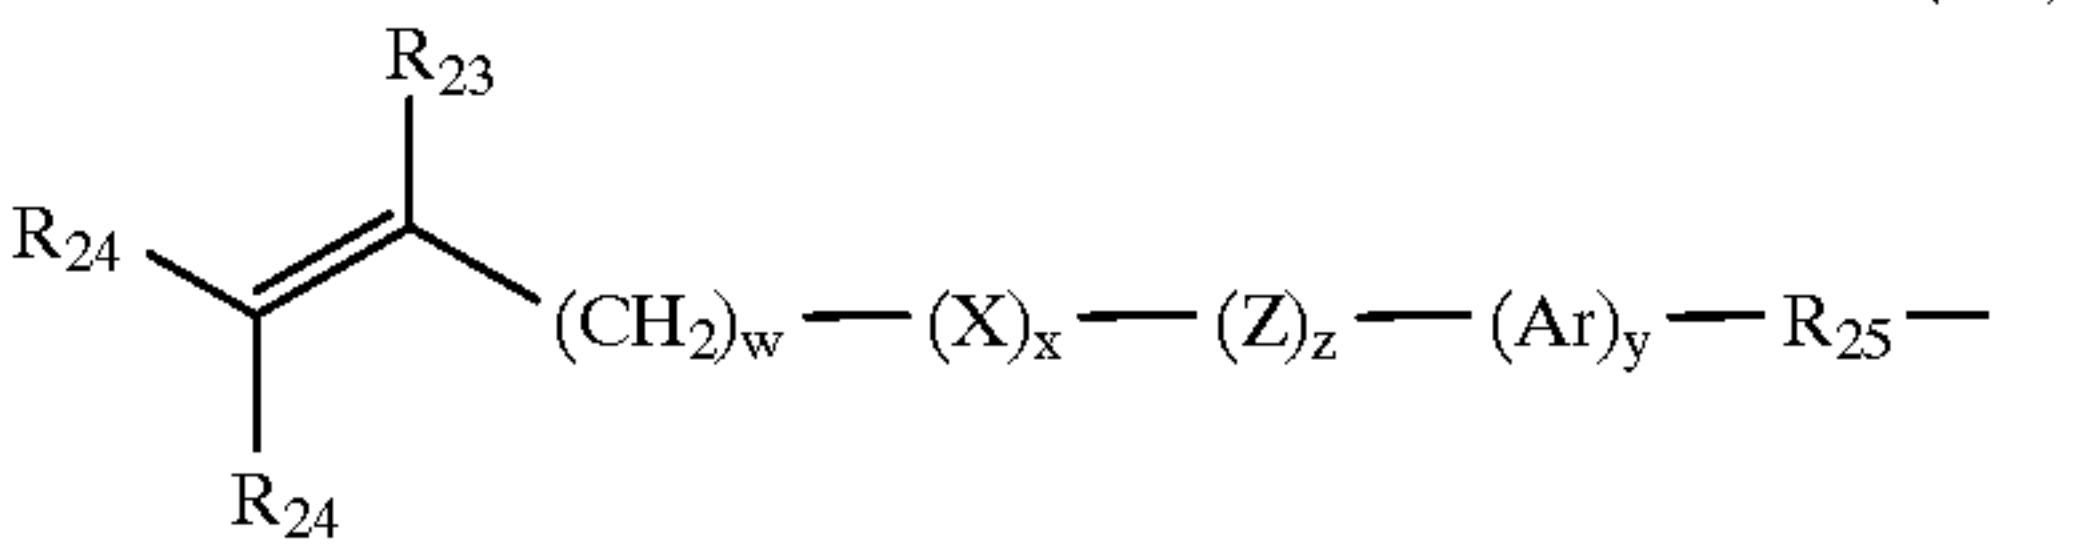 R23
R24
(CH2)w — (X)x — (Z)z — (Ar)y — R25 —
R24